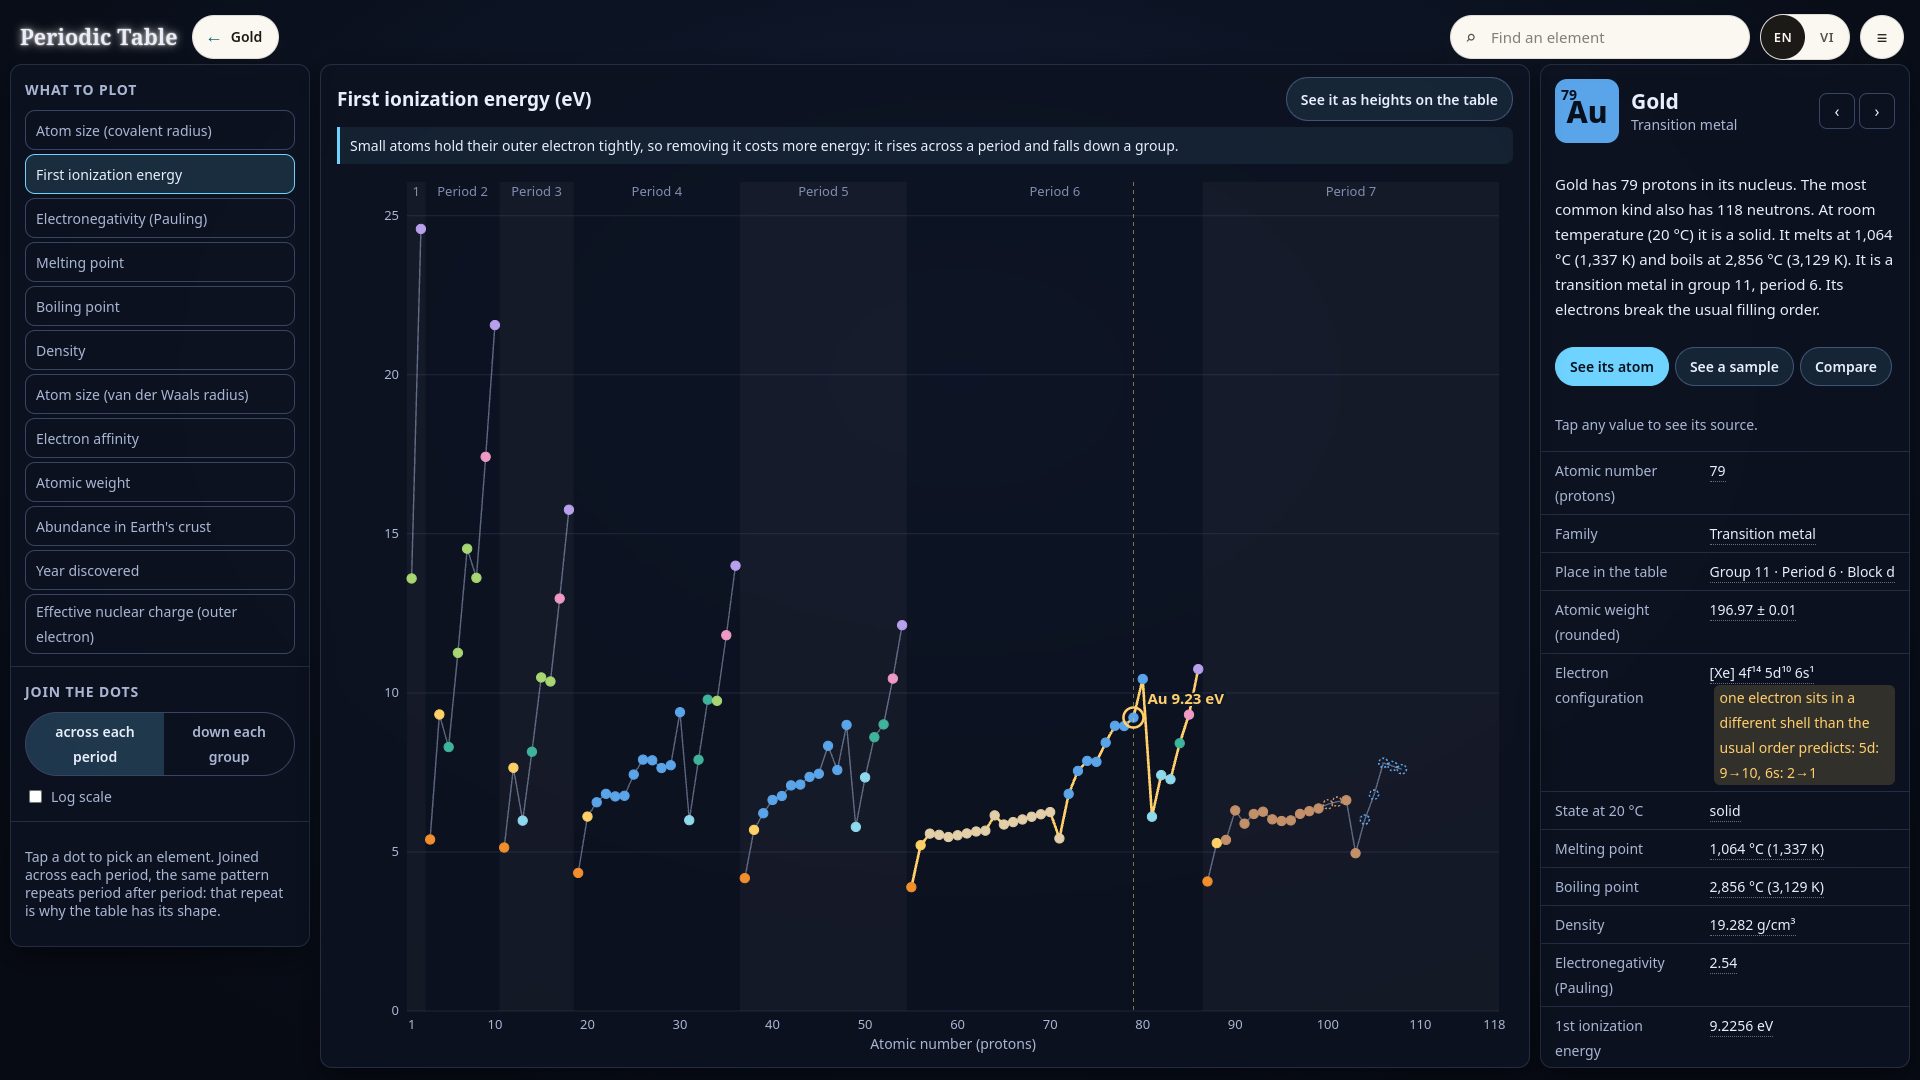 Periodic Table
← Gold
Find an element
EN
VI
≡
WHAT TO PLOT
Atom size (covalent radius)
First ionization energy
Electronegativity (Pauling)
Melting point
Boiling point
Density
Atom size (van der Waals radius)
Electron affinity
Atomic weight
Abundance in Earth's crust
Year discovered
Effective nuclear charge (outer
electron)
JOIN THE DOTS
across each
period
down each
group
Log scale
Tap a dot to pick an element. Joined
across each period, the same pattern
repeats period after period: that repeat
is why the table has its shape.
First ionization energy (eV)
See it as heights on the table
Small atoms hold their outer electron tightly, so removing it costs more energy: it rises across a period and falls down a group.
1 Period 2 Period 3 Period 4 Period 5 Period 6 Period 7
25
20
15
10
5
0
Au 9.23 eV
1 10 20 30 40 50 60 70 80 90 100 110 118
Atomic number (protons)
79
Au
Gold
Transition metal
‹ ›
Gold has 79 protons in its nucleus. The most
common kind also has 118 neutrons. At room
temperature (20 °C) it is a solid. It melts at 1,064
°C (1,337 K) and boils at 2,856 °C (3,129 K). It is a
transition metal in group 11, period 6. Its
electrons break the usual filling order.
See its atom
See a sample
Compare
Tap any value to see its source.
Atomic number
(protons)
79
Family
Transition metal
Place in the table
Group 11 · Period 6 · Block d
Atomic weight
(rounded)
196.97 ± 0.01
Electron
configuration
[Xe] 4f¹⁴ 5d¹⁰ 6s¹
one electron sits in a
different shell than the
usual order predicts: 5d:
9→10, 6s: 2→1
State at 20 °C
solid
Melting point
1,064 °C (1,337 K)
Boiling point
2,856 °C (3,129 K)
Density
19.282 g/cm³
Electronegativity
(Pauling)
2.54
1st ionization
energy
9.2256 eV